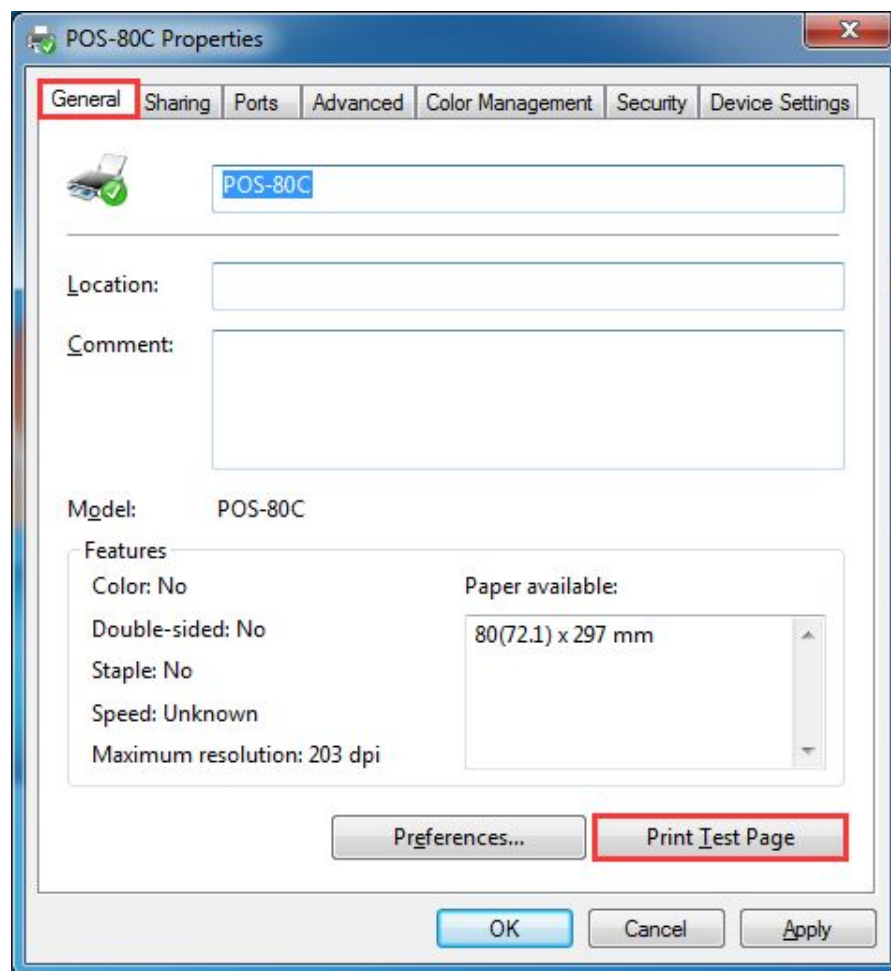 POS-80C Properties
General Sharing Ports Advanced Color Management Security Device Settings
POS-80C
Location:
Comment:
Model: POS-80C
Features
Color: No
Double-sided: No
Staple: No
Speed: Unknown
Maximum resolution: 203 dpi
Paper available:
80(72.1) x 297 mm
Preferences... Print Test Page
OK Cancel Apply